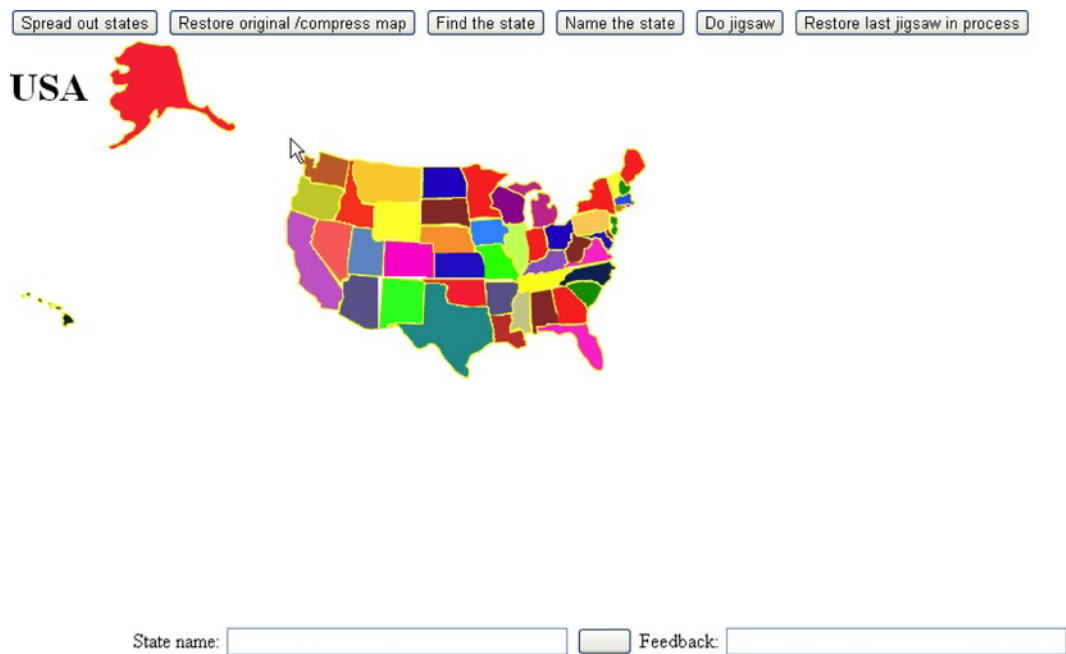 Spread out states Restore original /compress map Find the state Name the state Do jigsaw Restore last jigsaw in process
USA
State name: Feedback: